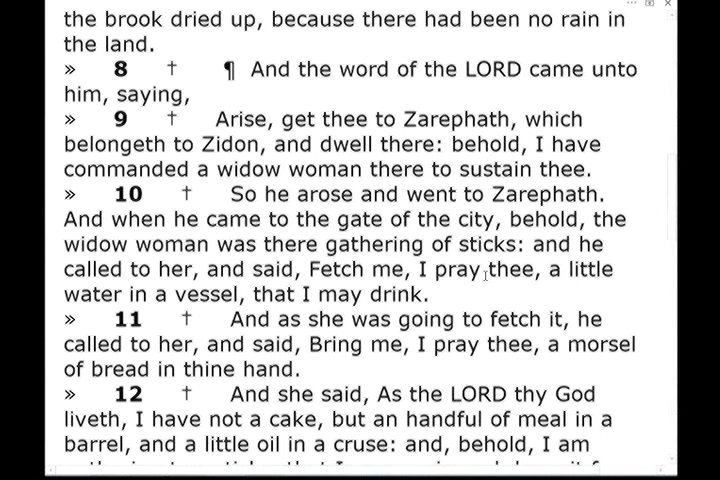 the brook dried up, because there had been no rain in
the land.
» 8 † ¶ And the word of the LORD came unto
him, saying,
» 9 † Arise, get thee to Zarephath, which
belongeth to Zidon, and dwell there: behold, I have
commanded a widow woman there to sustain thee.
» 10 † So he arose and went to Zarephath.
And when he came to the gate of the city, behold, the
widow woman was there gathering of sticks: and he
called to her, and said, Fetch me, I pray thee, a little
water in a vessel, that I may drink.
» 11 † And as she was going to fetch it, he
called to her, and said, Bring me, I pray thee, a morsel
of bread in thine hand.
» 12 † And she said, As the LORD thy God
liveth, I have not a cake, but an handful of meal in a
barrel, and a little oil in a cruse: and, behold, I am